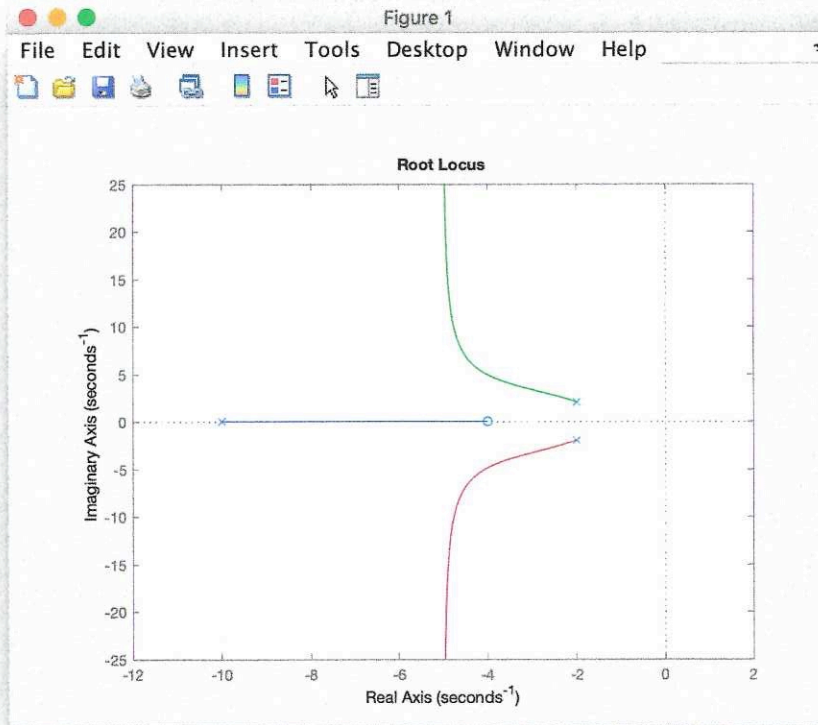 Figure 1
File Edit View Insert Tools Desktop Window Help
Root Locus
25
20
15
10
5
0
-5
-10
-15
-20
-25
Imaginary Axis (seconds⁻¹)
-12 -10 -8 -6 -4 -2 0 2
Real Axis (seconds⁻¹)